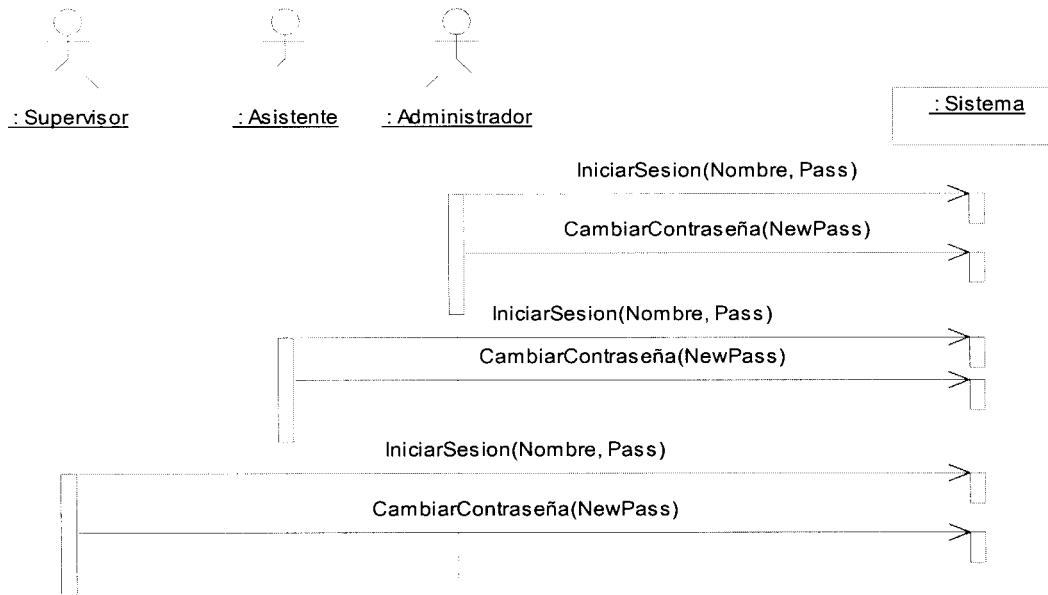 : Supervisor
: Asistente
: Administrador
: Sistema
IniciarSesion(Nombre, Pass)
CambiarContraseña(NewPass)
IniciarSesion(Nombre, Pass)
CambiarContraseña(NewPass)
IniciarSesion(Nombre, Pass)
CambiarContraseña(NewPass)